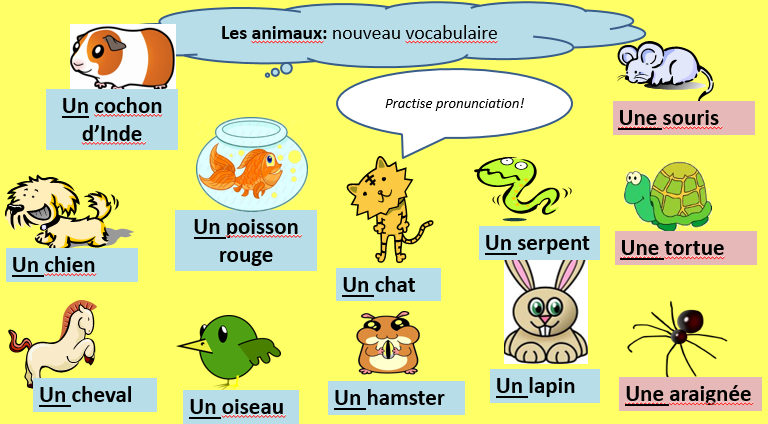 Les animaux: nouveau vocabulaire
Practise pronunciation!
Un cochon
d'Inde
Une souris
Un poisson
rouge
Un chien
Un chat
Un serpent
Une tortue
Un cheval
Un oiseau
Un hamster
Un lapin
Une araignée